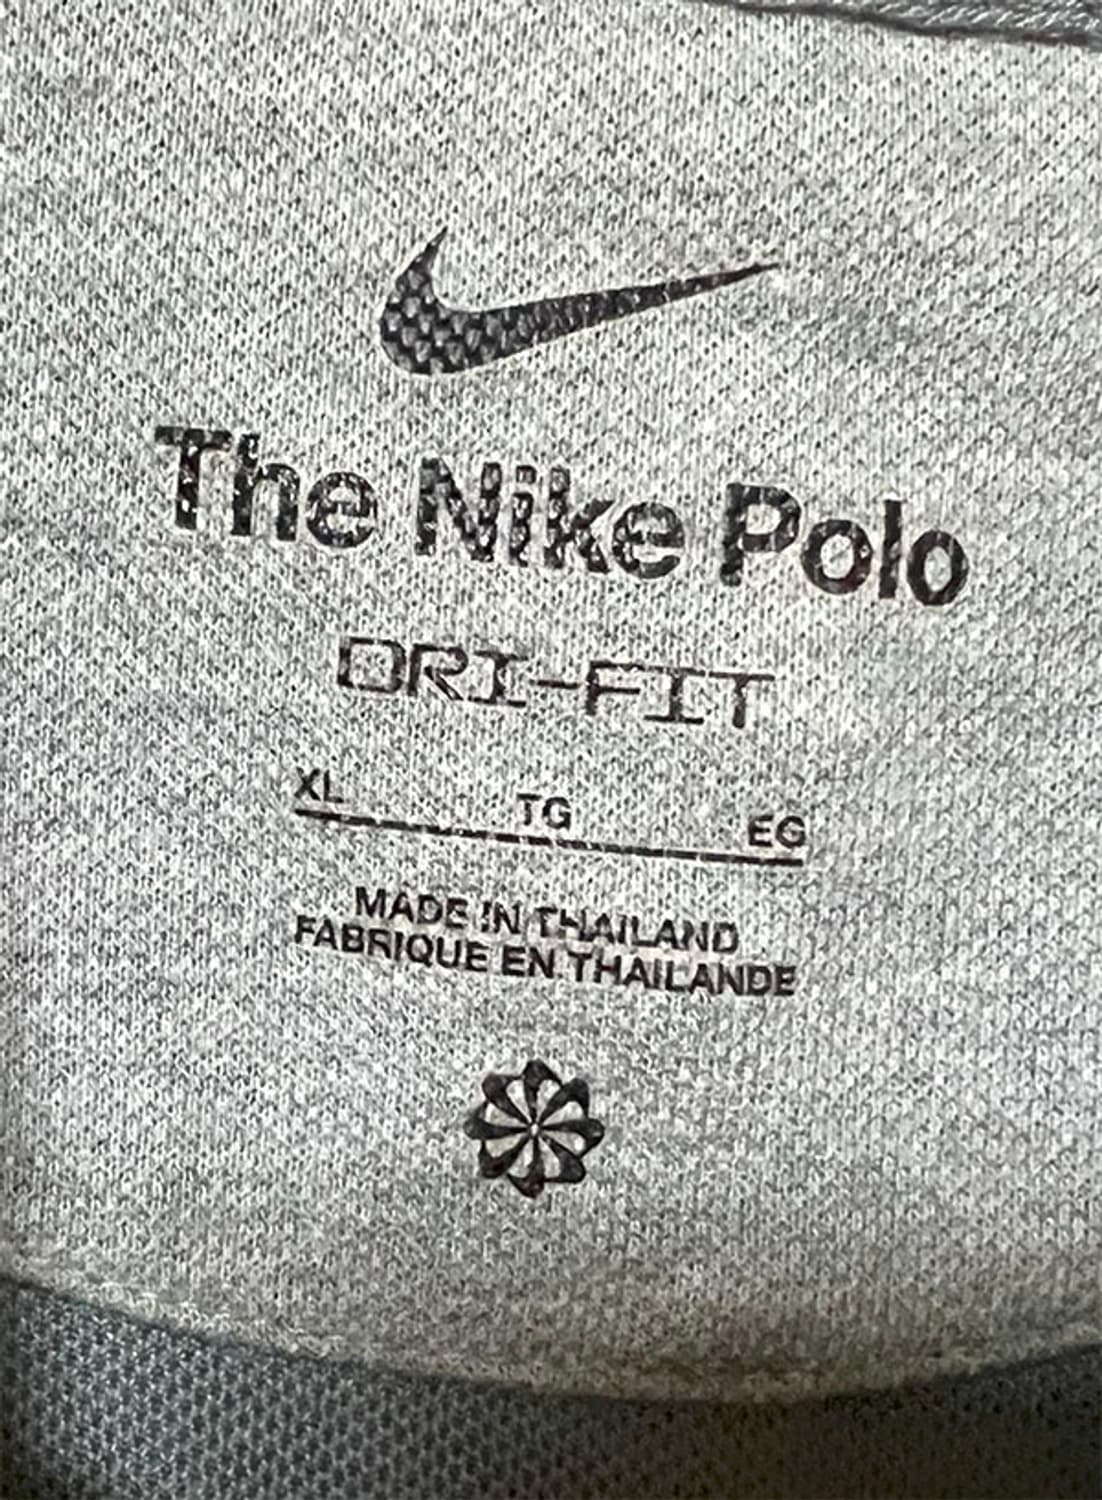 The Nike Polo
DRI-FIT
XL TG EG
MADE IN THAILAND
FABRIQUE EN THAILANDE